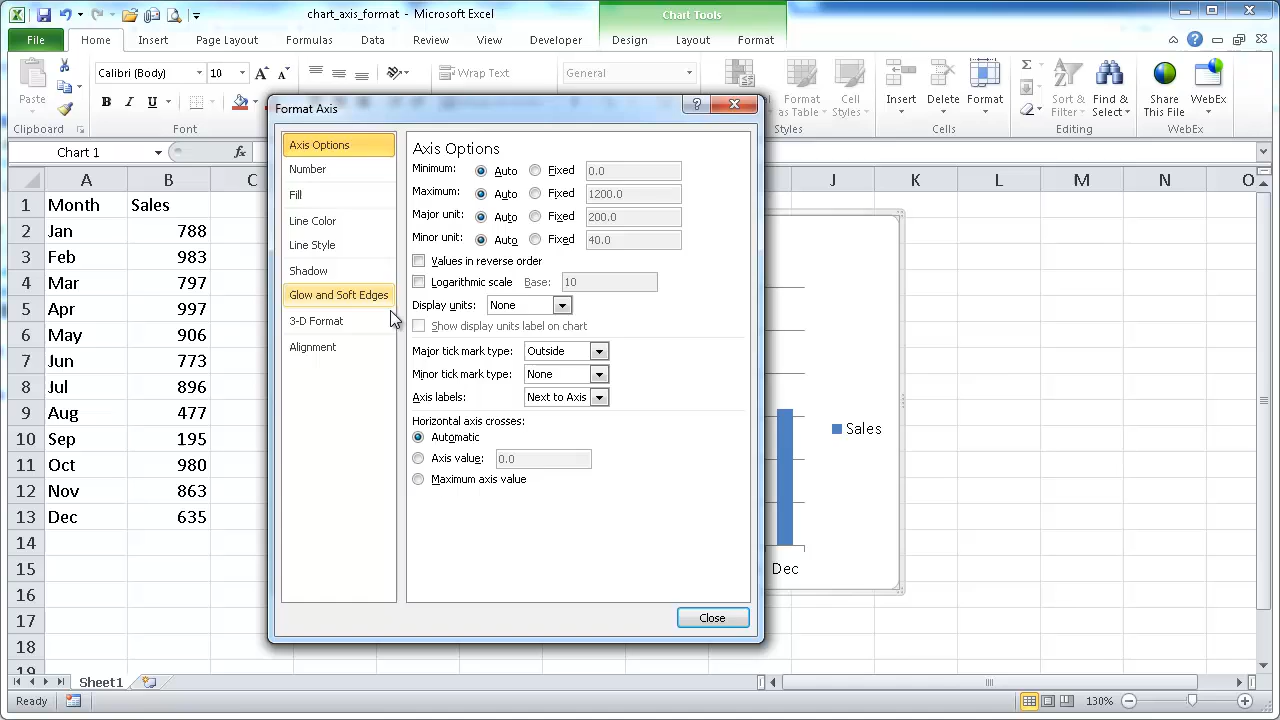 chart_axis_format - Microsoft Excel
Chart Tools
File Home Insert Page Layout Formulas Data Review View Developer Design Layout Format
Paste
Calibri (Body) 10
B I U
Wrap Text
General
Format as Table
Cell Styles
Insert Delete Format
Sort & Filter
Find & Select
Share This File
WebEx
Clipboard Font Styles Cells Editing WebEx
Chart 1 fx
A B C J K L M N O
1 Month Sales
2 Jan 788
3 Feb 983
4 Mar 797
5 Apr 997
6 May 906
7 Jun 773
8 Jul 896
9 Aug 477
10 Sep 195
11 Oct 980
12 Nov 863
13 Dec 635
14
15
16
17
18
19
Format Axis
Axis Options
Number
Fill
Line Color
Line Style
Shadow
Glow and Soft Edges
3-D Format
Alignment
Axis Options
Minimum: Auto Fixed 0.0
Maximum: Auto Fixed 1200.0
Major unit: Auto Fixed 200.0
Minor unit: Auto Fixed 40.0
Values in reverse order
Logarithmic scale Base: 10
Display units: None
Show display units label on chart
Major tick mark type: Outside
Minor tick mark type: None
Axis labels: Next to Axis
Horizontal axis crosses:
Automatic
Axis value: 0.0
Maximum axis value
Close
Sales
Dec
Sheet1
Ready 130%